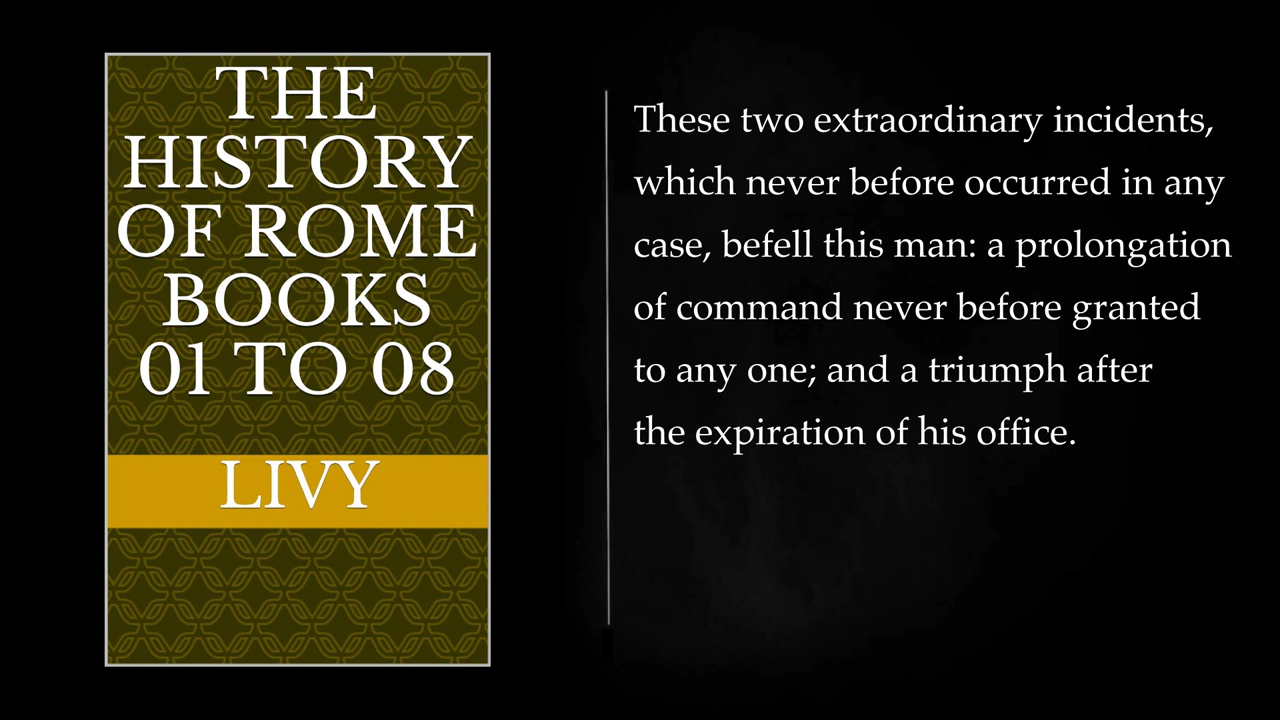 THE
HISTORY
OF ROME
BOOKS
01 TO 08
LIVY
These two extraordinary incidents,
which never before occurred in any
case, befell this man: a prolongation
of command never before granted
to any one; and a triumph after
the expiration of his office.